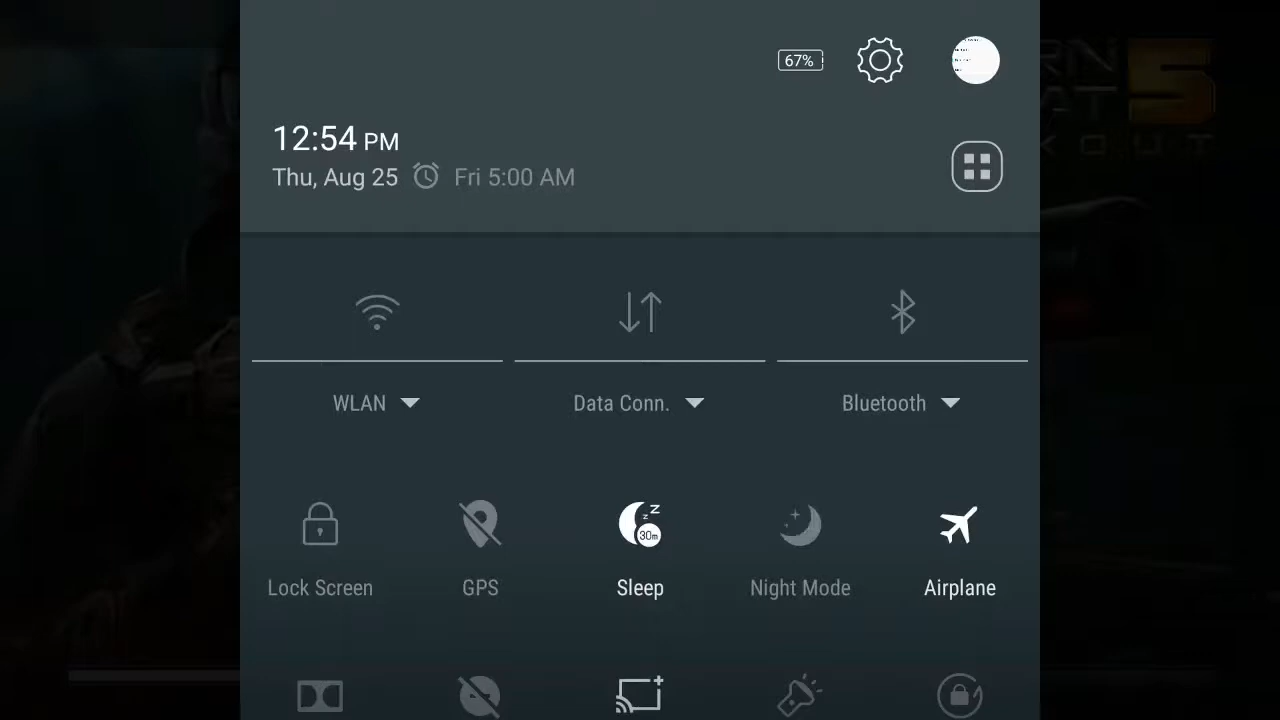 67%
12:54 PM
Thu, Aug 25 Fri 5:00 AM
WLAN Data Conn. Bluetooth
30m
Lock Screen GPS Sleep Night Mode Airplane